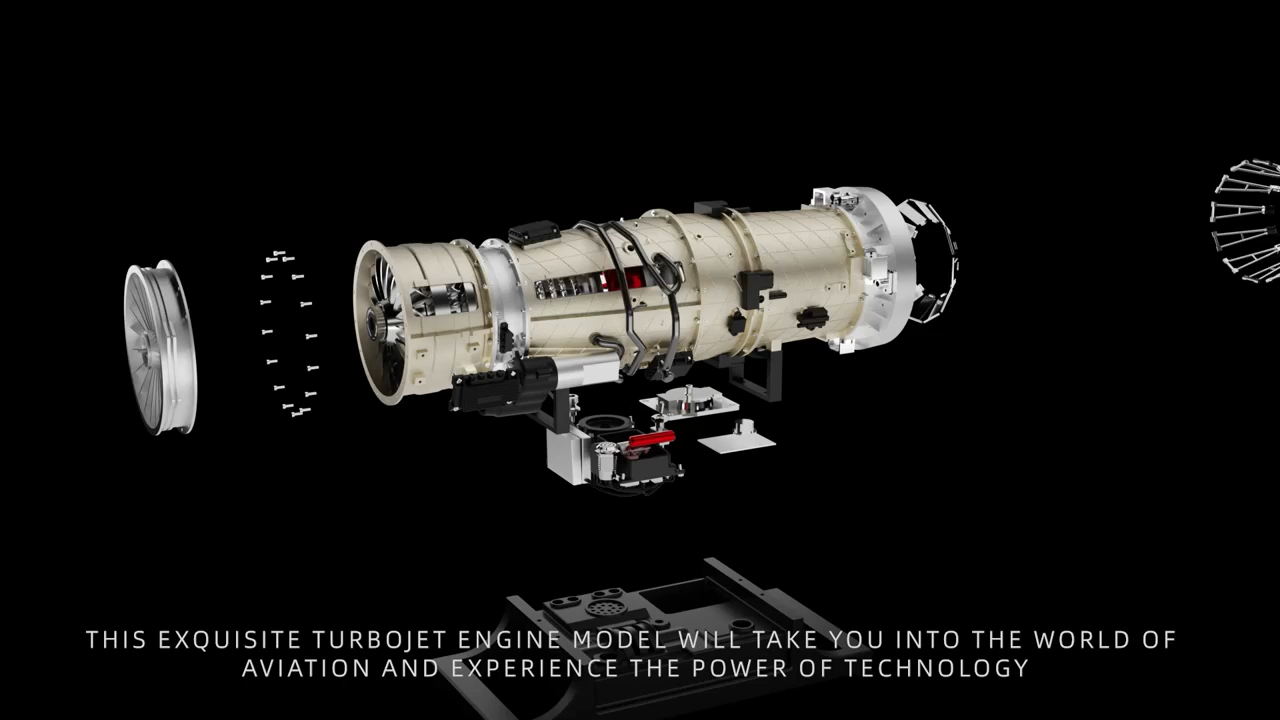 THIS EXQUISITE TURBOJET ENGINE MODEL WILL TAKE YOU INTO THE WORLD OF
AVIATION AND EXPERIENCE THE POWER OF TECHNOLOGY